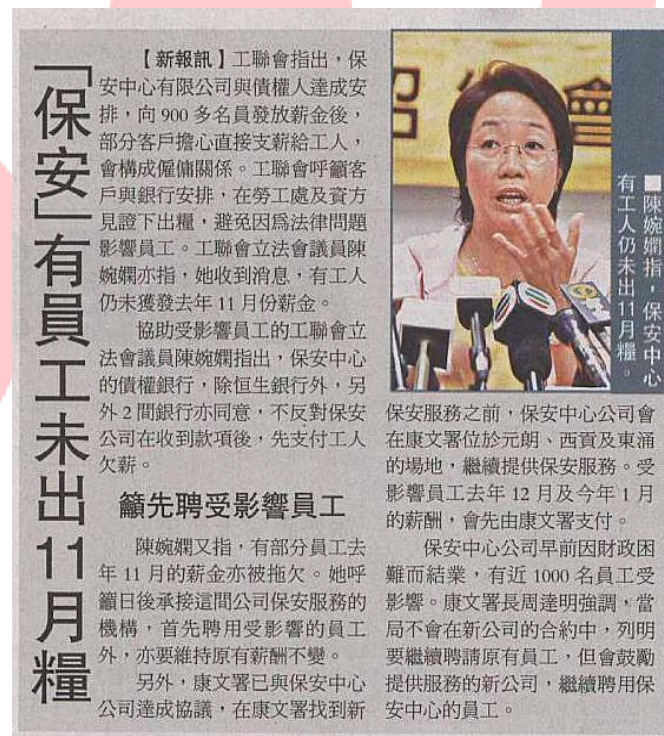 「保安」有員工未出11月糧
【新報訊】工聯會指出，保
安中心有限公司與債權人達成安
排，向 900 多名員發放薪金後，
部分客戶擔心直接支薪給工人，
會構成僱傭關係。工聯會呼籲客
戶與銀行安排，在勞工處及資方
見證下出糧，避免因爲法律問題
影響員工。工聯會立法會議員陳
婉嫻亦指，她收到消息，有工人
仍未獲發去年 11 月份薪金。
協助受影響員工的工聯會立
法會議員陳婉嫻指出，保安中心
的債權銀行，除恒生銀行外，另
外 2 間銀行亦同意，不反對保安
公司在收到款項後，先支付工人
欠薪。
籲先聘受影響員工
陳婉嫻又指，有部分員工去
年 11 月的薪金亦被拖欠。她呼
籲日後承接這間公司保安服務的
機構，首先聘用受影響的員工
外，亦要維持原有薪酬不變。
另外，康文署已與保安中心
公司達成協議，在康文署找到新
■陳婉嫻指，保安中心
有工人仍未出11月糧。
保安服務之前，保安中心公司會
在康文署位於元朗、西貢及東涌
的場地，繼續提供保安服務。受
影響員工去年 12 月及今年 1 月
的薪酬，會先由康文署支付。
保安中心公司早前因財政困
難而結業，有近 1000 名員工受
影響。康文署長周達明強調，當
局不會在新公司的合約中，列明
要繼續聘請原有員工，但會鼓勵
提供服務的新公司，繼續聘用保
安中心的員工。